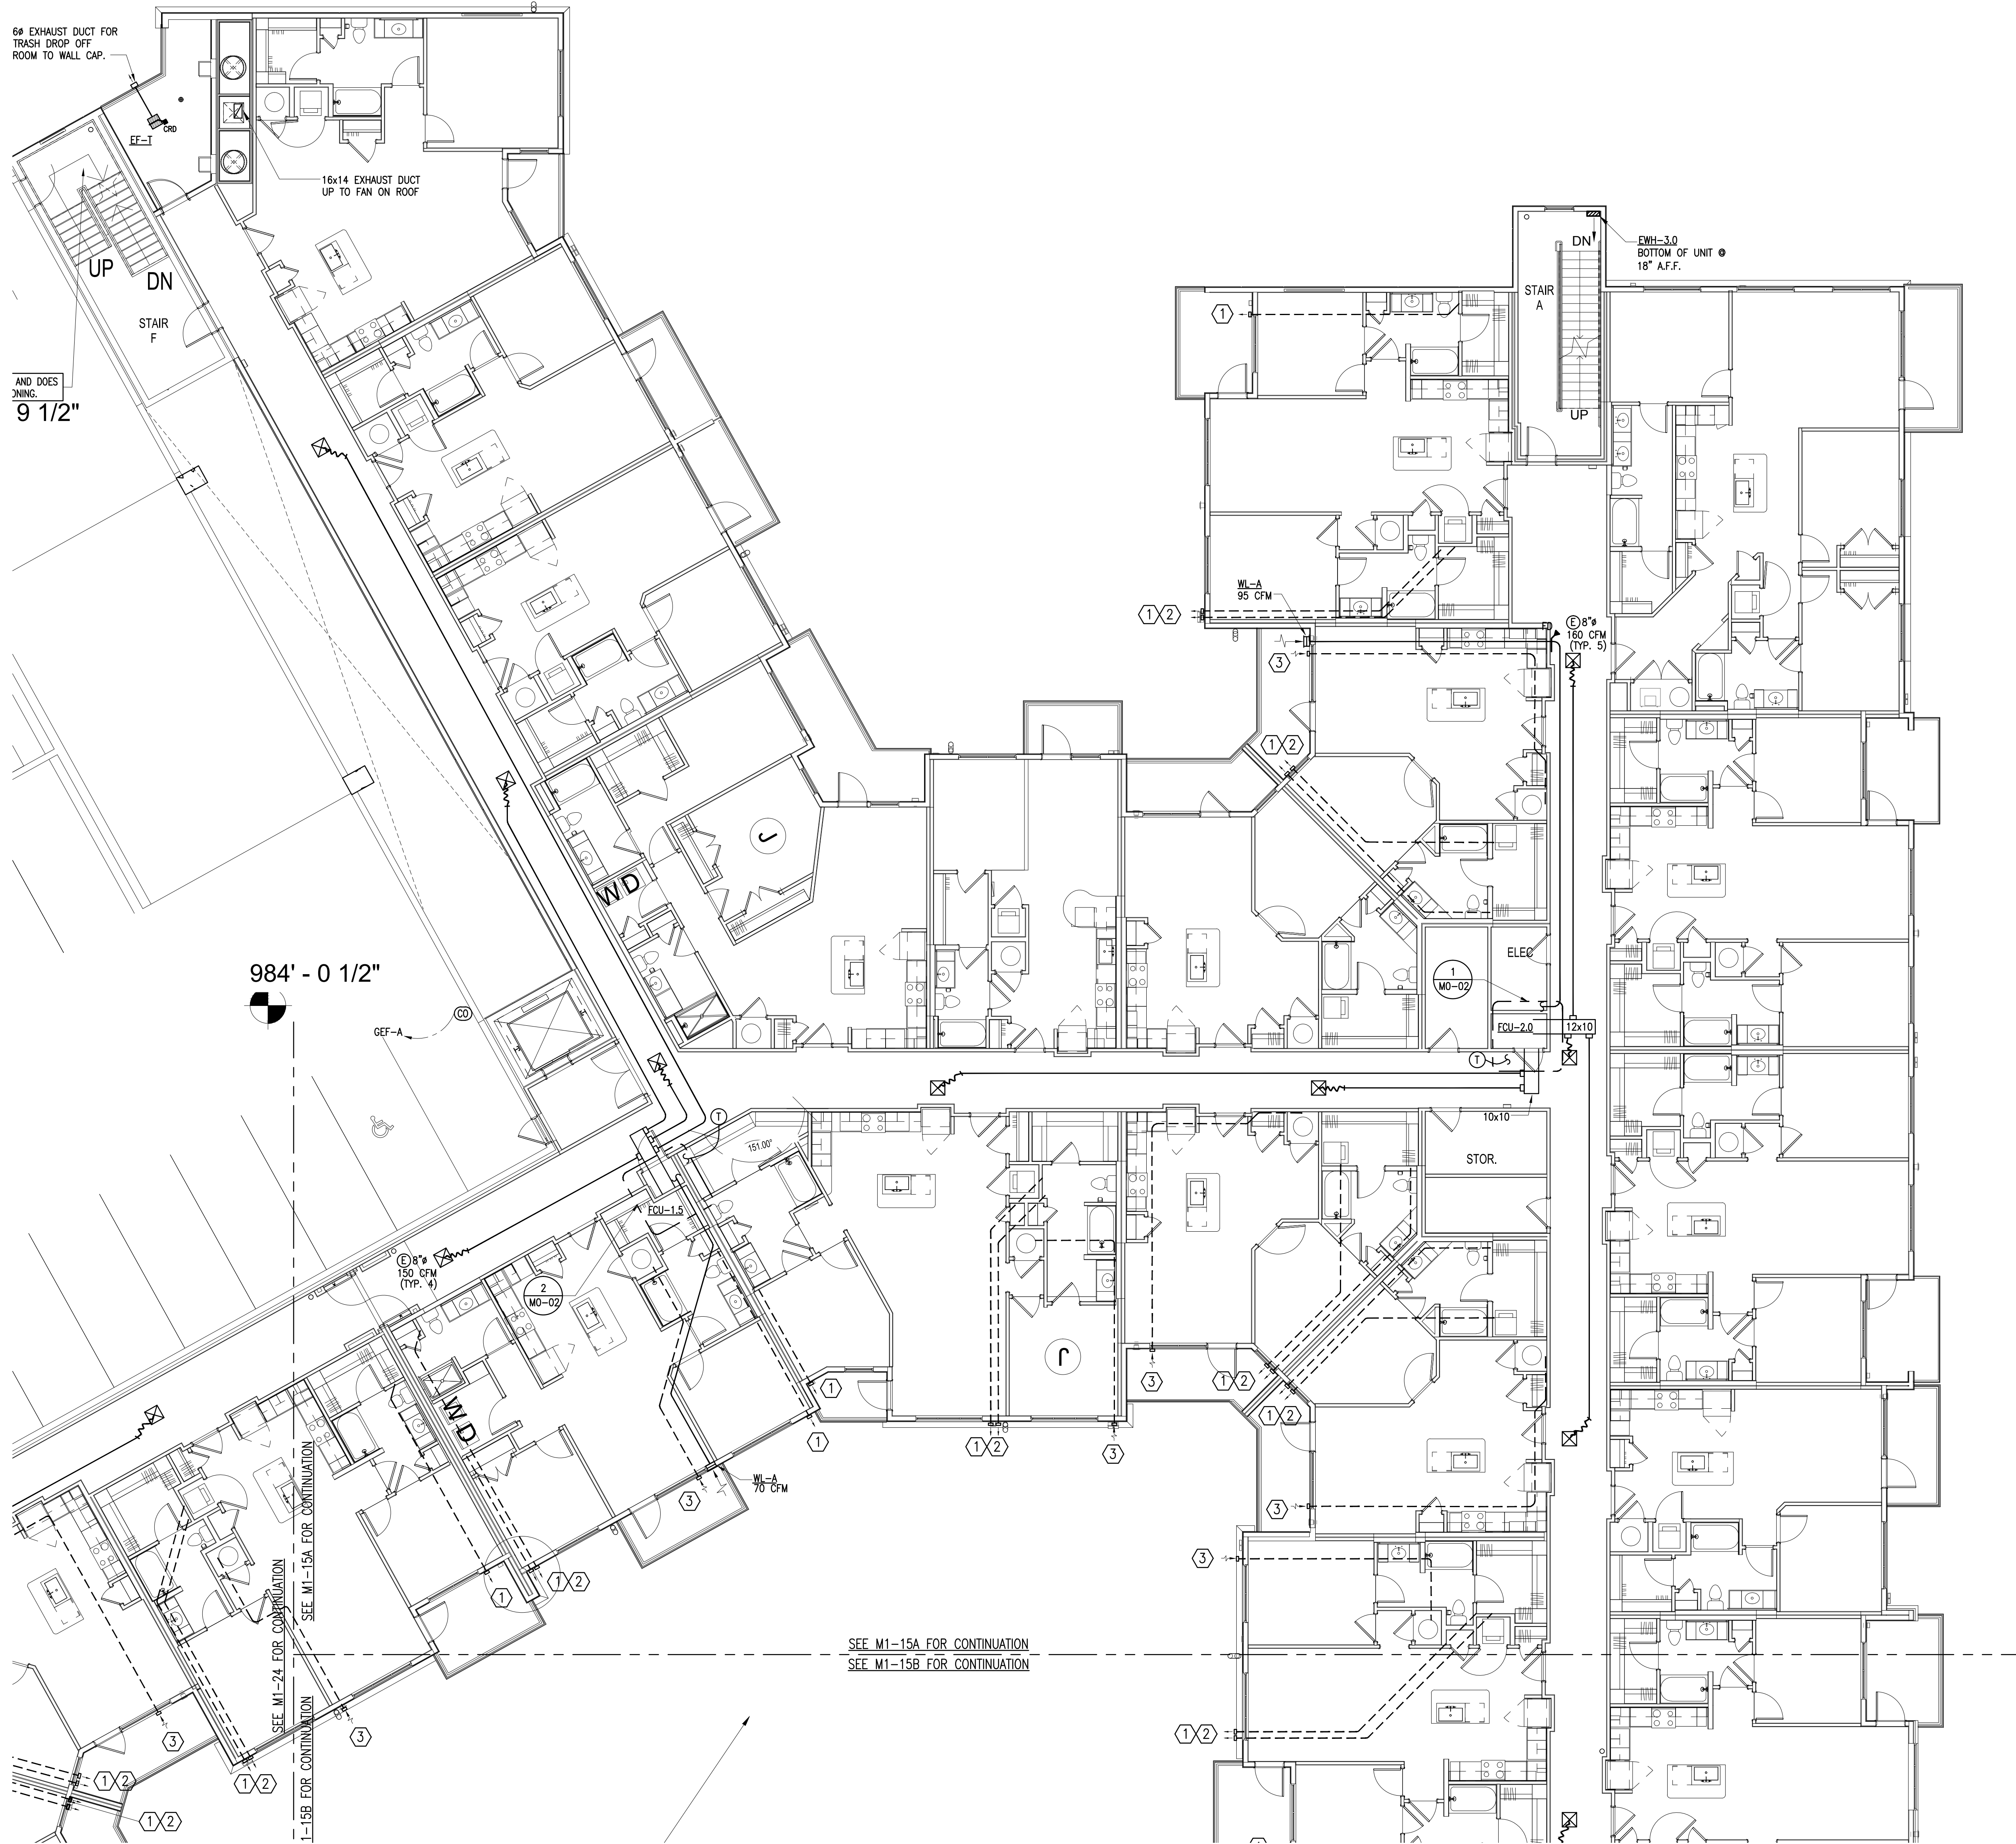 6ø EXHAUST DUCT FOR
TRASH DROP OFF
ROOM TO WALL CAP.
EF-T
CRD
16x14 EXHAUST DUCT
UP TO FAN ON ROOF
UP
DN
STAIR
F
AND DOES
ONING.
9 1/2"
DN
STAIR
A
UP
EWH-3.0
BOTTOM OF UNIT @
18" A.F.F.
1
1 2
WL-A
95 CFM
3
E 8"ø
160 CFM
(TYP. 5)
1 2
J
W D
984' - 0 1/2"
GEF-A
CO
ELEC
1
MO-02
FCU-2.0
12x10
T
10x10
STOR.
T
151.00°
FCU-1.5
E 8"ø
150 CFM
(TYP. 4)
2
MO-02
W D
J
1
1
1 2
3
3
1 2
1 2
3
WL-A
70 CFM
3
3
1
1 2
SEE M1-15A FOR CONTINUATION
SEE M1-24 FOR CONTINUATION
1-15B FOR CONTINUATION
SEE M1-15A FOR CONTINUATION
SEE M1-15B FOR CONTINUATION
1 2
3
3
1 2
1 2
1 2